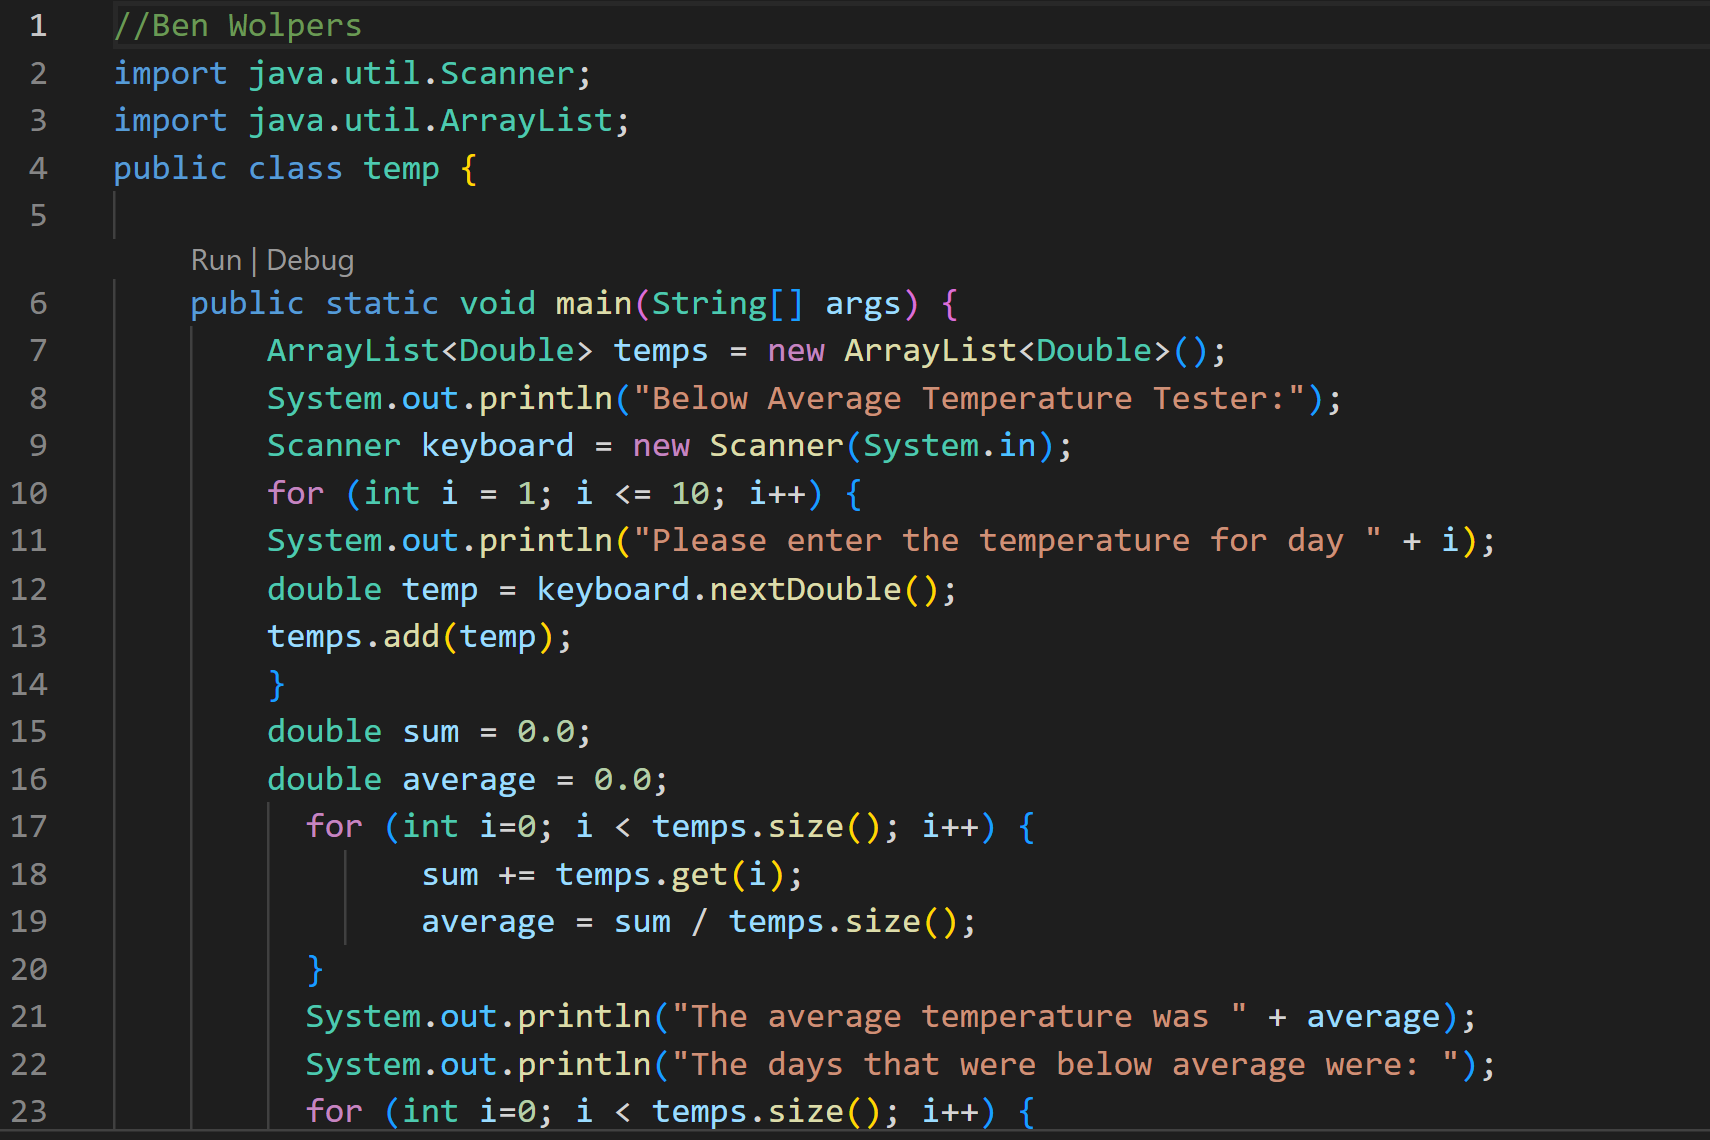 1 //Ben Wolpers
2 import java.util.Scanner;
3 import java.util.ArrayList;
4 public class temp {
5
Run | Debug
6 public static void main(String[] args) {
7 ArrayList<Double> temps = new ArrayList<Double>();
8 System.out.println("Below Average Temperature Tester:");
9 Scanner keyboard = new Scanner(System.in);
10 for (int i = 1; i <= 10; i++) {
11 System.out.println("Please enter the temperature for day " + i);
12 double temp = keyboard.nextDouble();
13 temps.add(temp);
14 }
15 double sum = 0.0;
16 double average = 0.0;
17 for (int i=0; i < temps.size(); i++) {
18 sum += temps.get(i);
19 average = sum / temps.size();
20 }
21 System.out.println("The average temperature was " + average);
22 System.out.println("The days that were below average were: ");
23 for (int i=0; i < temps.size(); i++) {